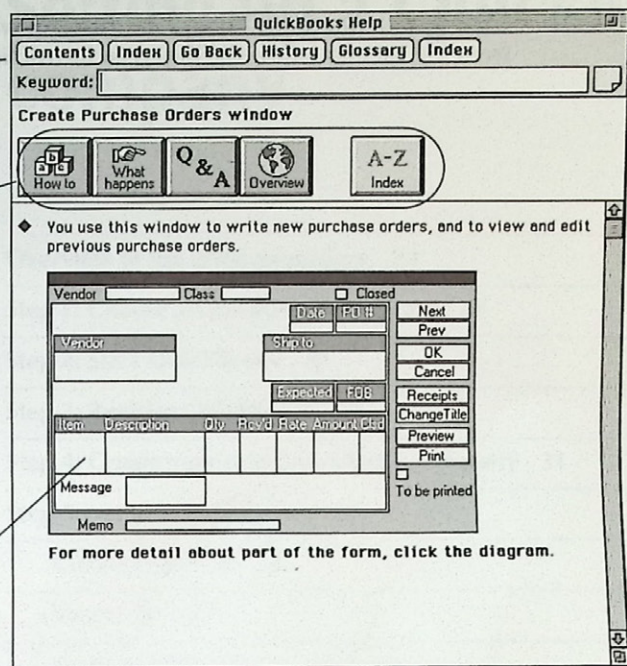 QuickBooks Help
Contents Index Go Back History Glossary Index
Keyword:
Create Purchase Orders window
How to What happens Q & A Overview A-Z Index
You use this window to write new purchase orders, and to view and edit
previous purchase orders.
Vendor Class Closed
Date P.O. # Next
Prev
Vendor Ship to
OK
Cancel
Expected FOB Receipts
ChangeTitle
Item Description Qty Rcv'd Rate Amount Clsd
Preview
Print
Message
To be printed
Memo
For more detail about part of the form, click the diagram.